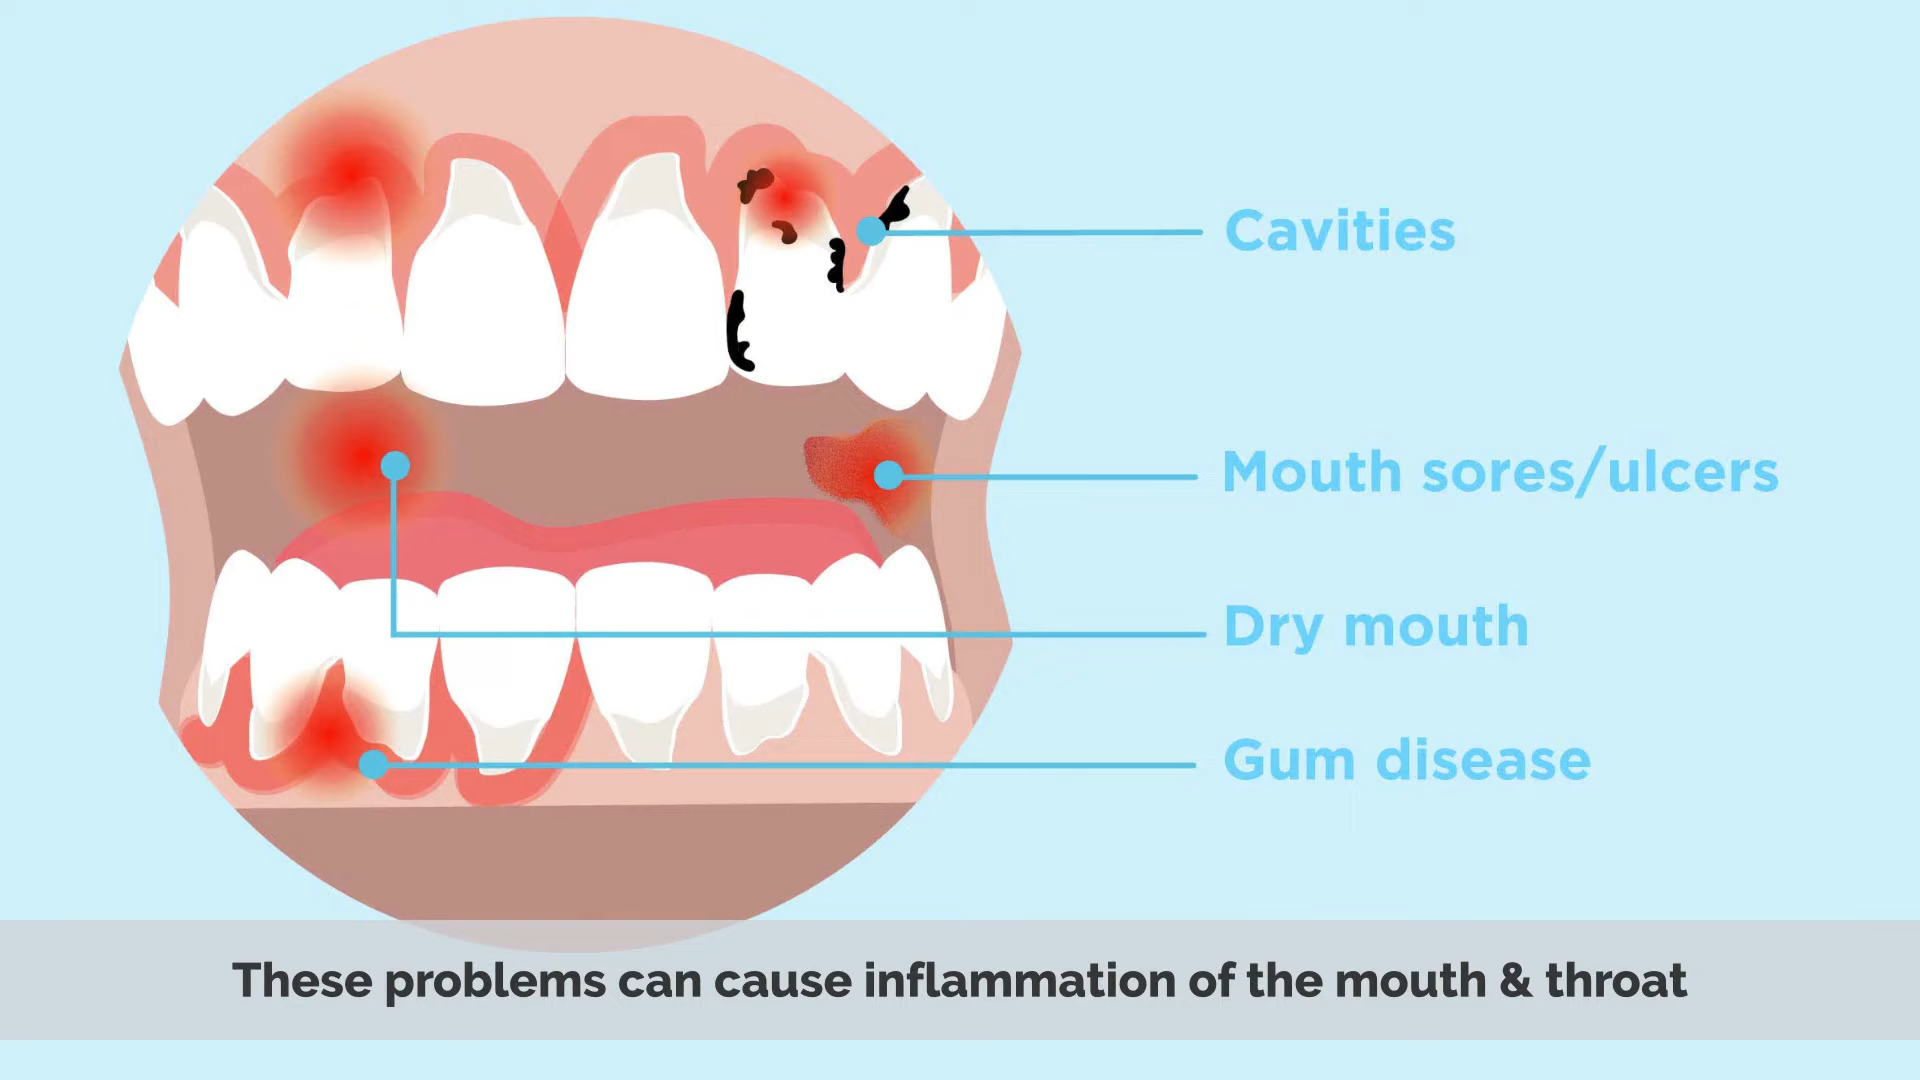 Cavities
Mouth sores/ulcers
Dry mouth
Gum disease
These problems can cause inflammation of the mouth & throat